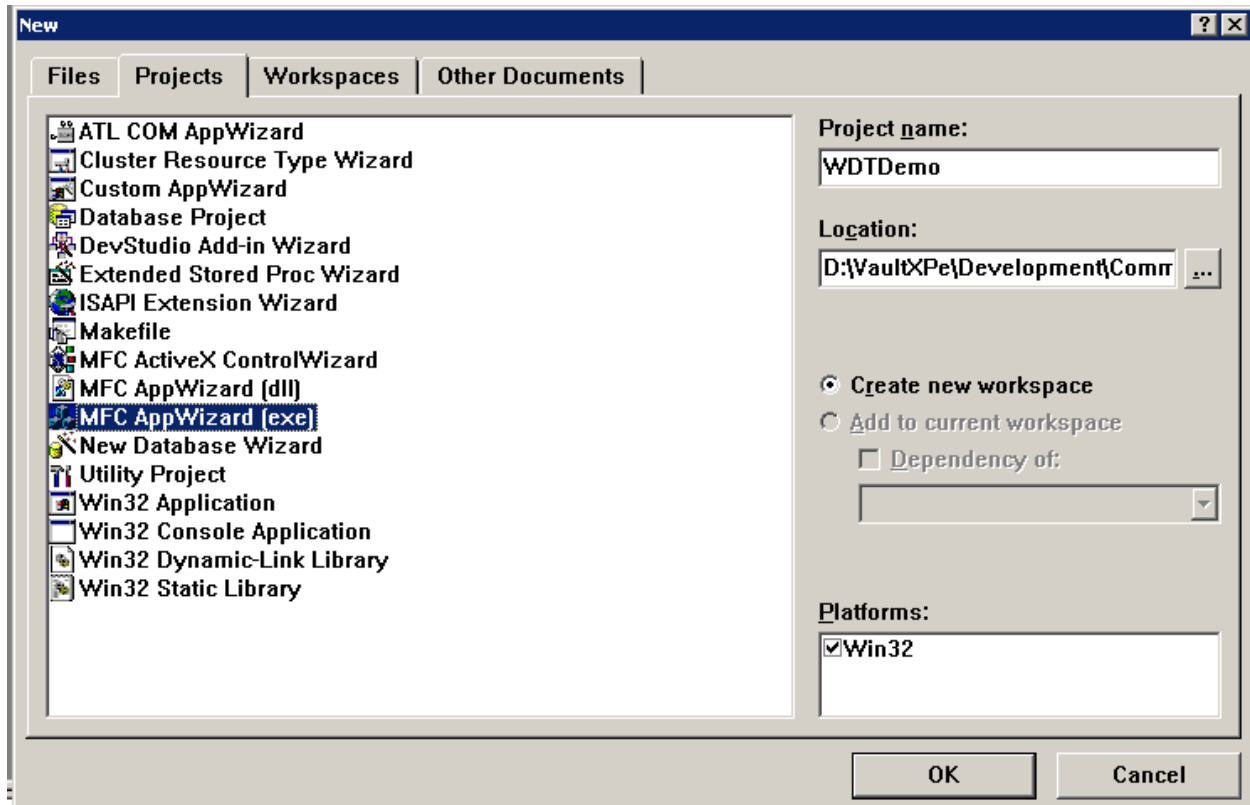 New
Files Projects Workspaces Other Documents
ATL COM AppWizard
Cluster Resource Type Wizard
Custom AppWizard
Database Project
DevStudio Add-in Wizard
Extended Stored Proc Wizard
ISAPI Extension Wizard
Makefile
MFC ActiveX ControlWizard
MFC AppWizard (dll)
MFC AppWizard (exe)
New Database Wizard
Utility Project
Win32 Application
Win32 Console Application
Win32 Dynamic-Link Library
Win32 Static Library
Project name:
WDTDemo
Location:
D:\VaultXPe\Development\Comm ...
Create new workspace
Add to current workspace
Dependency of:
Platforms:
Win32
OK Cancel